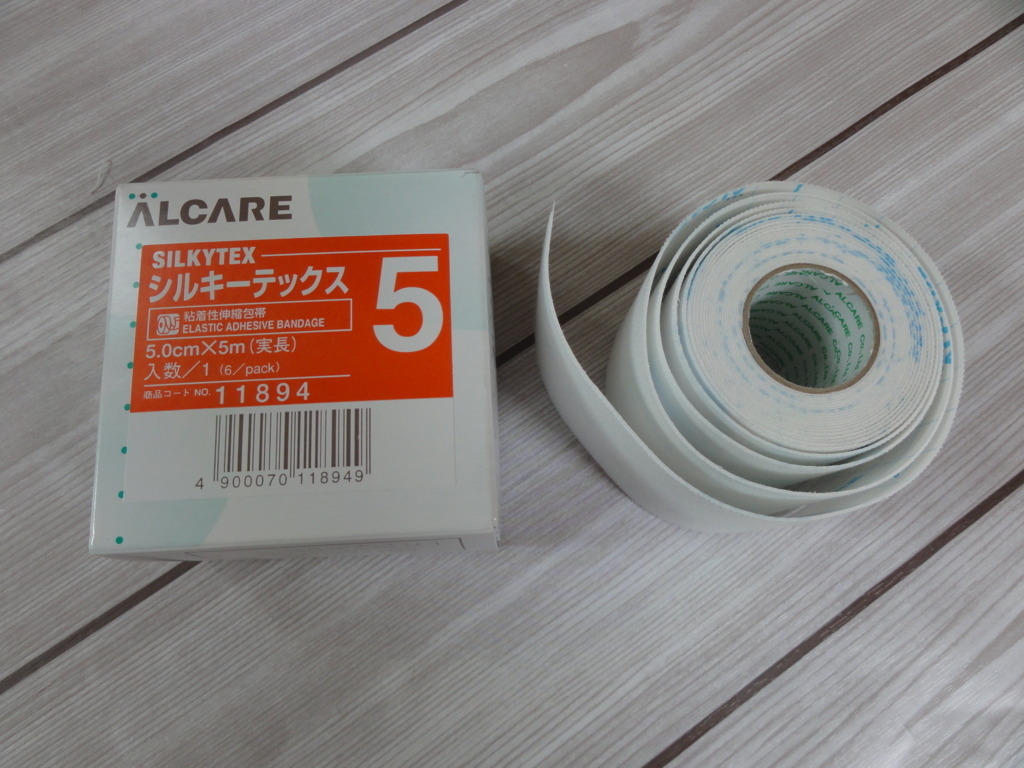 ALCARE
SILKYTEX
シルキーテックス
5
粘着性伸縮包帯
ELASTIC ADHESIVE BANDAGE
5.0cm×5m(実長)
入数/1 (6/pack)
商品コード NO. 11894
4 900070 118949
ALCARE